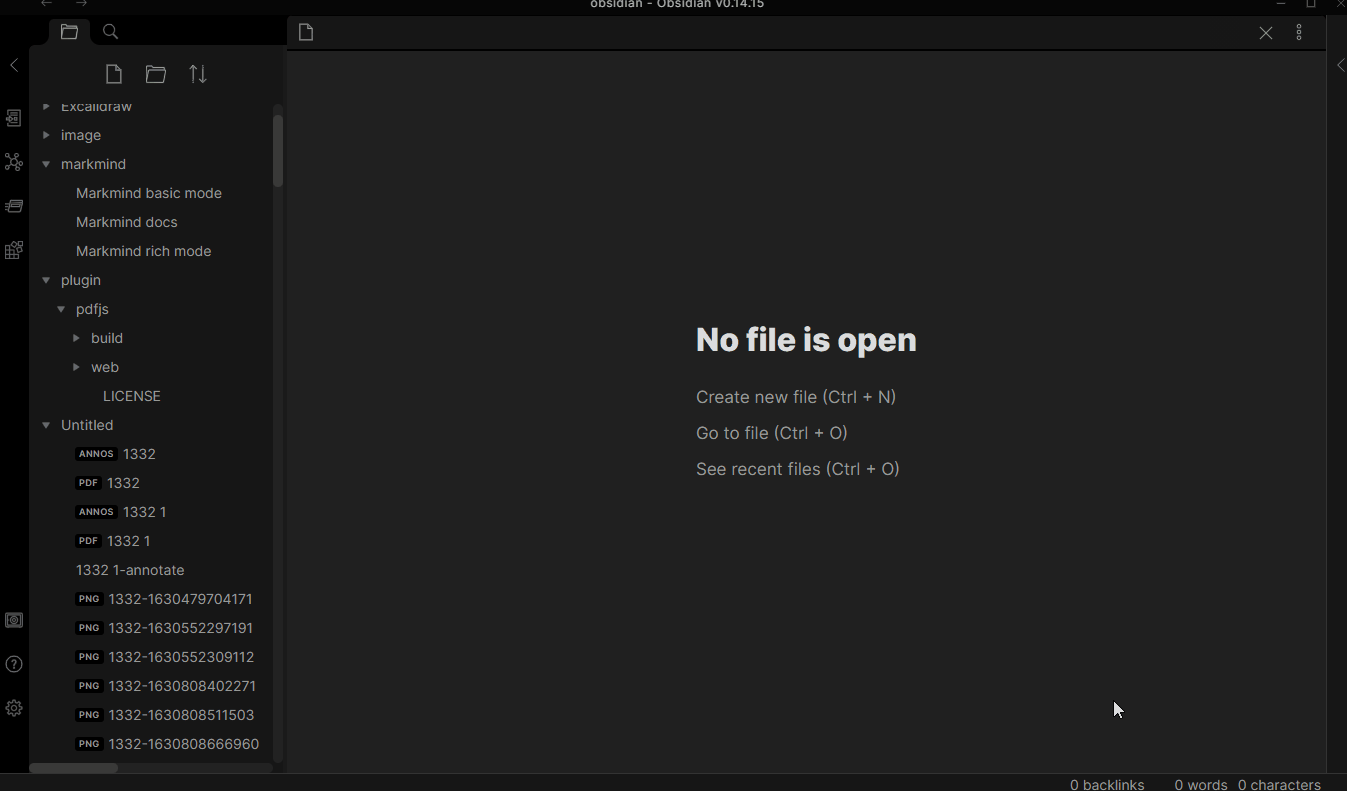 obsidian - Obsidian v0.14.15
Excalidraw
image
markmind
Markmind basic mode
Markmind docs
Markmind rich mode
plugin
pdfjs
build
web
LICENSE
Untitled
ANNOS 1332
PDF 1332
ANNOS 1332 1
PDF 1332 1
1332 1-annotate
PNG 1332-1630479704171
PNG 1332-1630552297191
PNG 1332-1630552309112
PNG 1332-1630808402271
PNG 1332-1630808511503
PNG 1332-1630808666960
No file is open
Create new file (Ctrl + N)
Go to file (Ctrl + O)
See recent files (Ctrl + O)
0 backlinks 0 words 0 characters